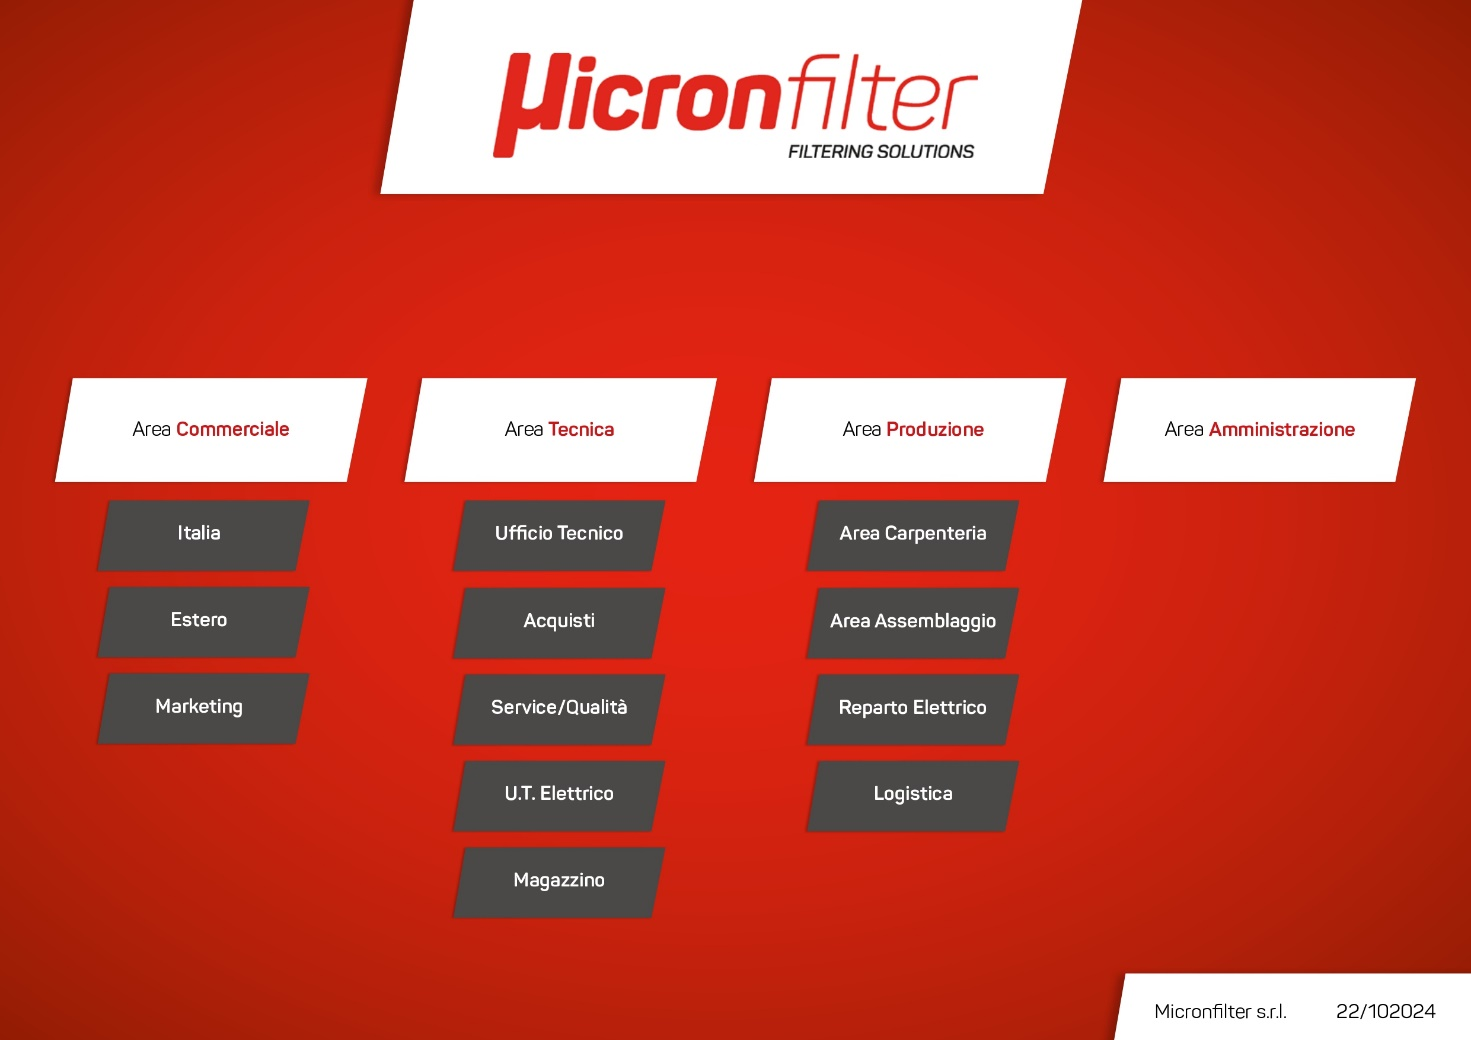 µicronfilter
FILTERING SOLUTIONS
Area Commerciale
Italia
Estero
Marketing
Area Tecnica
Ufficio Tecnico
Acquisti
Service/Qualità
U.T. Elettrico
Magazzino
Area Produzione
Area Carpenteria
Area Assemblaggio
Reparto Elettrico
Logistica
Area Amministrazione
Micronfilter s.r.l. 22/102024